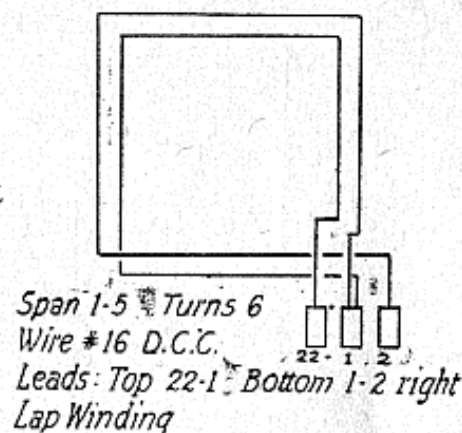 22- 1 2
Span 1-5 Turns 6
Wire #16 D.C.C.
Leads: Top 22-1 Bottom 1-2 right
Lap Winding